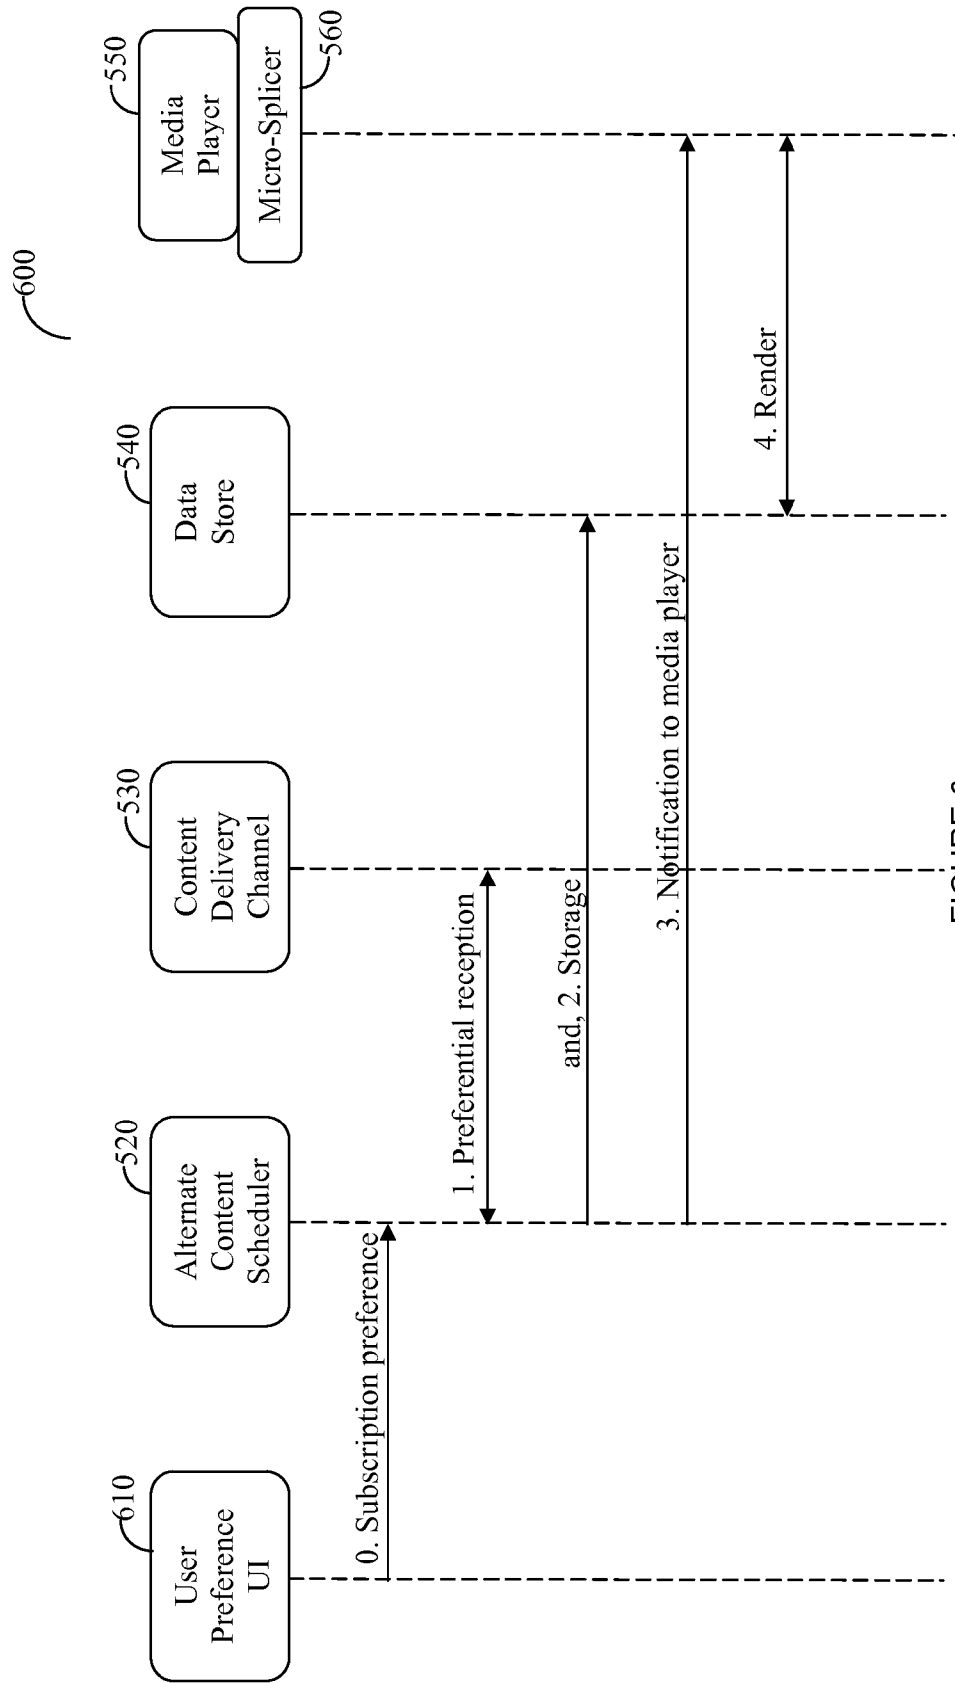 600
610
User
Preference
UI
520
Alternate
Content
Scheduler
530
Content
Delivery
Channel
540
Data
Store
550
Media
Player
Micro-Splicer
560
0. Subscription preference
1. Preferential reception
and, 2. Storage
3. Notification to media player
4. Render